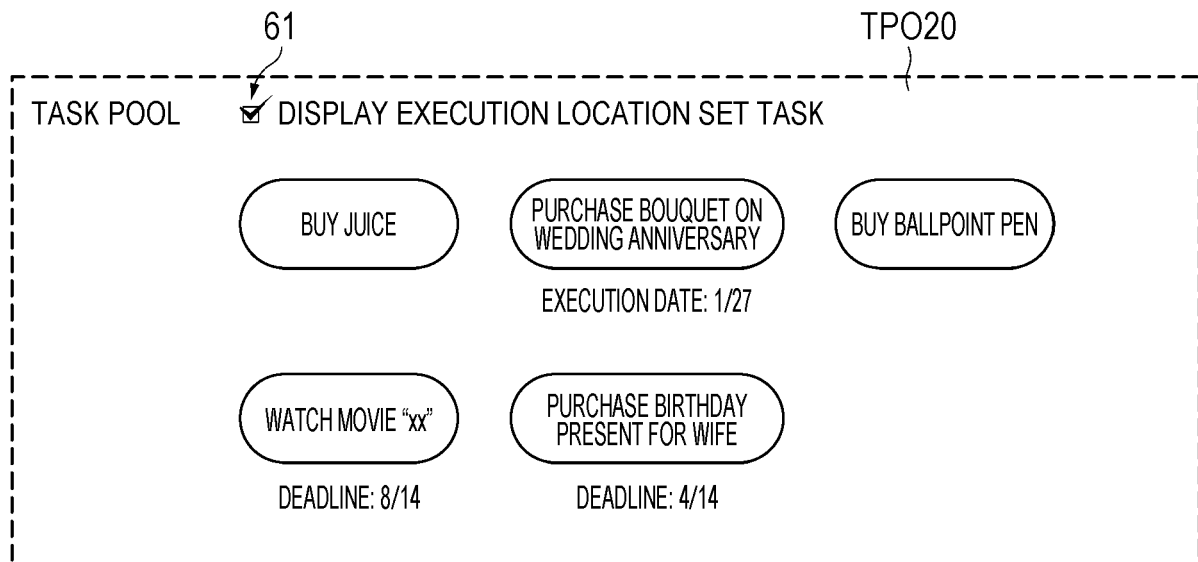 61
TPO20
TASK POOL
DISPLAY EXECUTION LOCATION SET TASK
BUY JUICE
PURCHASE BOUQUET ON
WEDDING ANNIVERSARY
BUY BALLPOINT PEN
EXECUTION DATE: 1/27
WATCH MOVIE "xx"
PURCHASE BIRTHDAY
PRESENT FOR WIFE
DEADLINE: 8/14
DEADLINE: 4/14